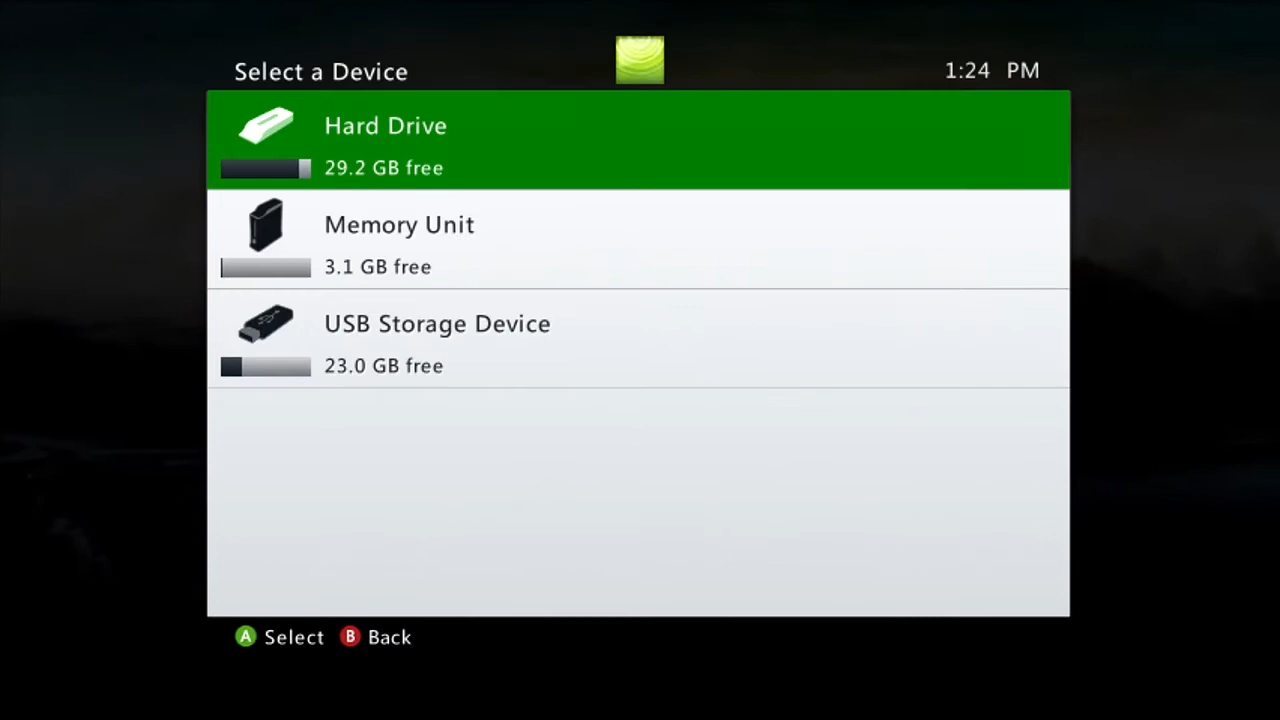 Select a Device
1:24 PM
Hard Drive
29.2 GB free
Memory Unit
3.1 GB free
USB Storage Device
23.0 GB free
A Select B Back